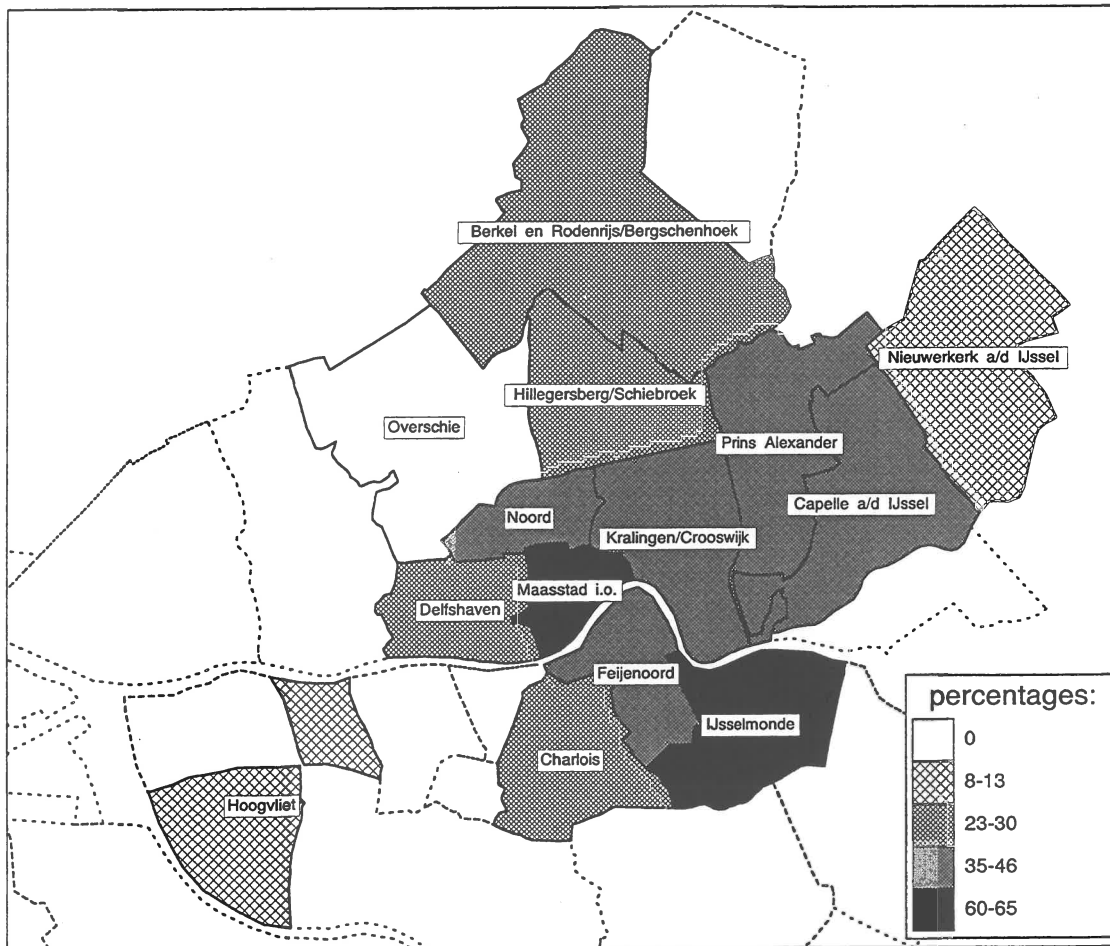 Berkel en Rodenrijs/Bergschenhoek
Nieuwerkerk a/d IJssel
Hillegersberg/Schiebroek
Overschie
Prins Alexander
Capelle a/d IJssel
Noord
Kralingen/Crooswijk
Maasstad i.o.
Delfshaven
Feijenoord
IJsselmonde
Charlois
Hoogvliet
percentages:
0
8-13
23-30
35-46
60-65